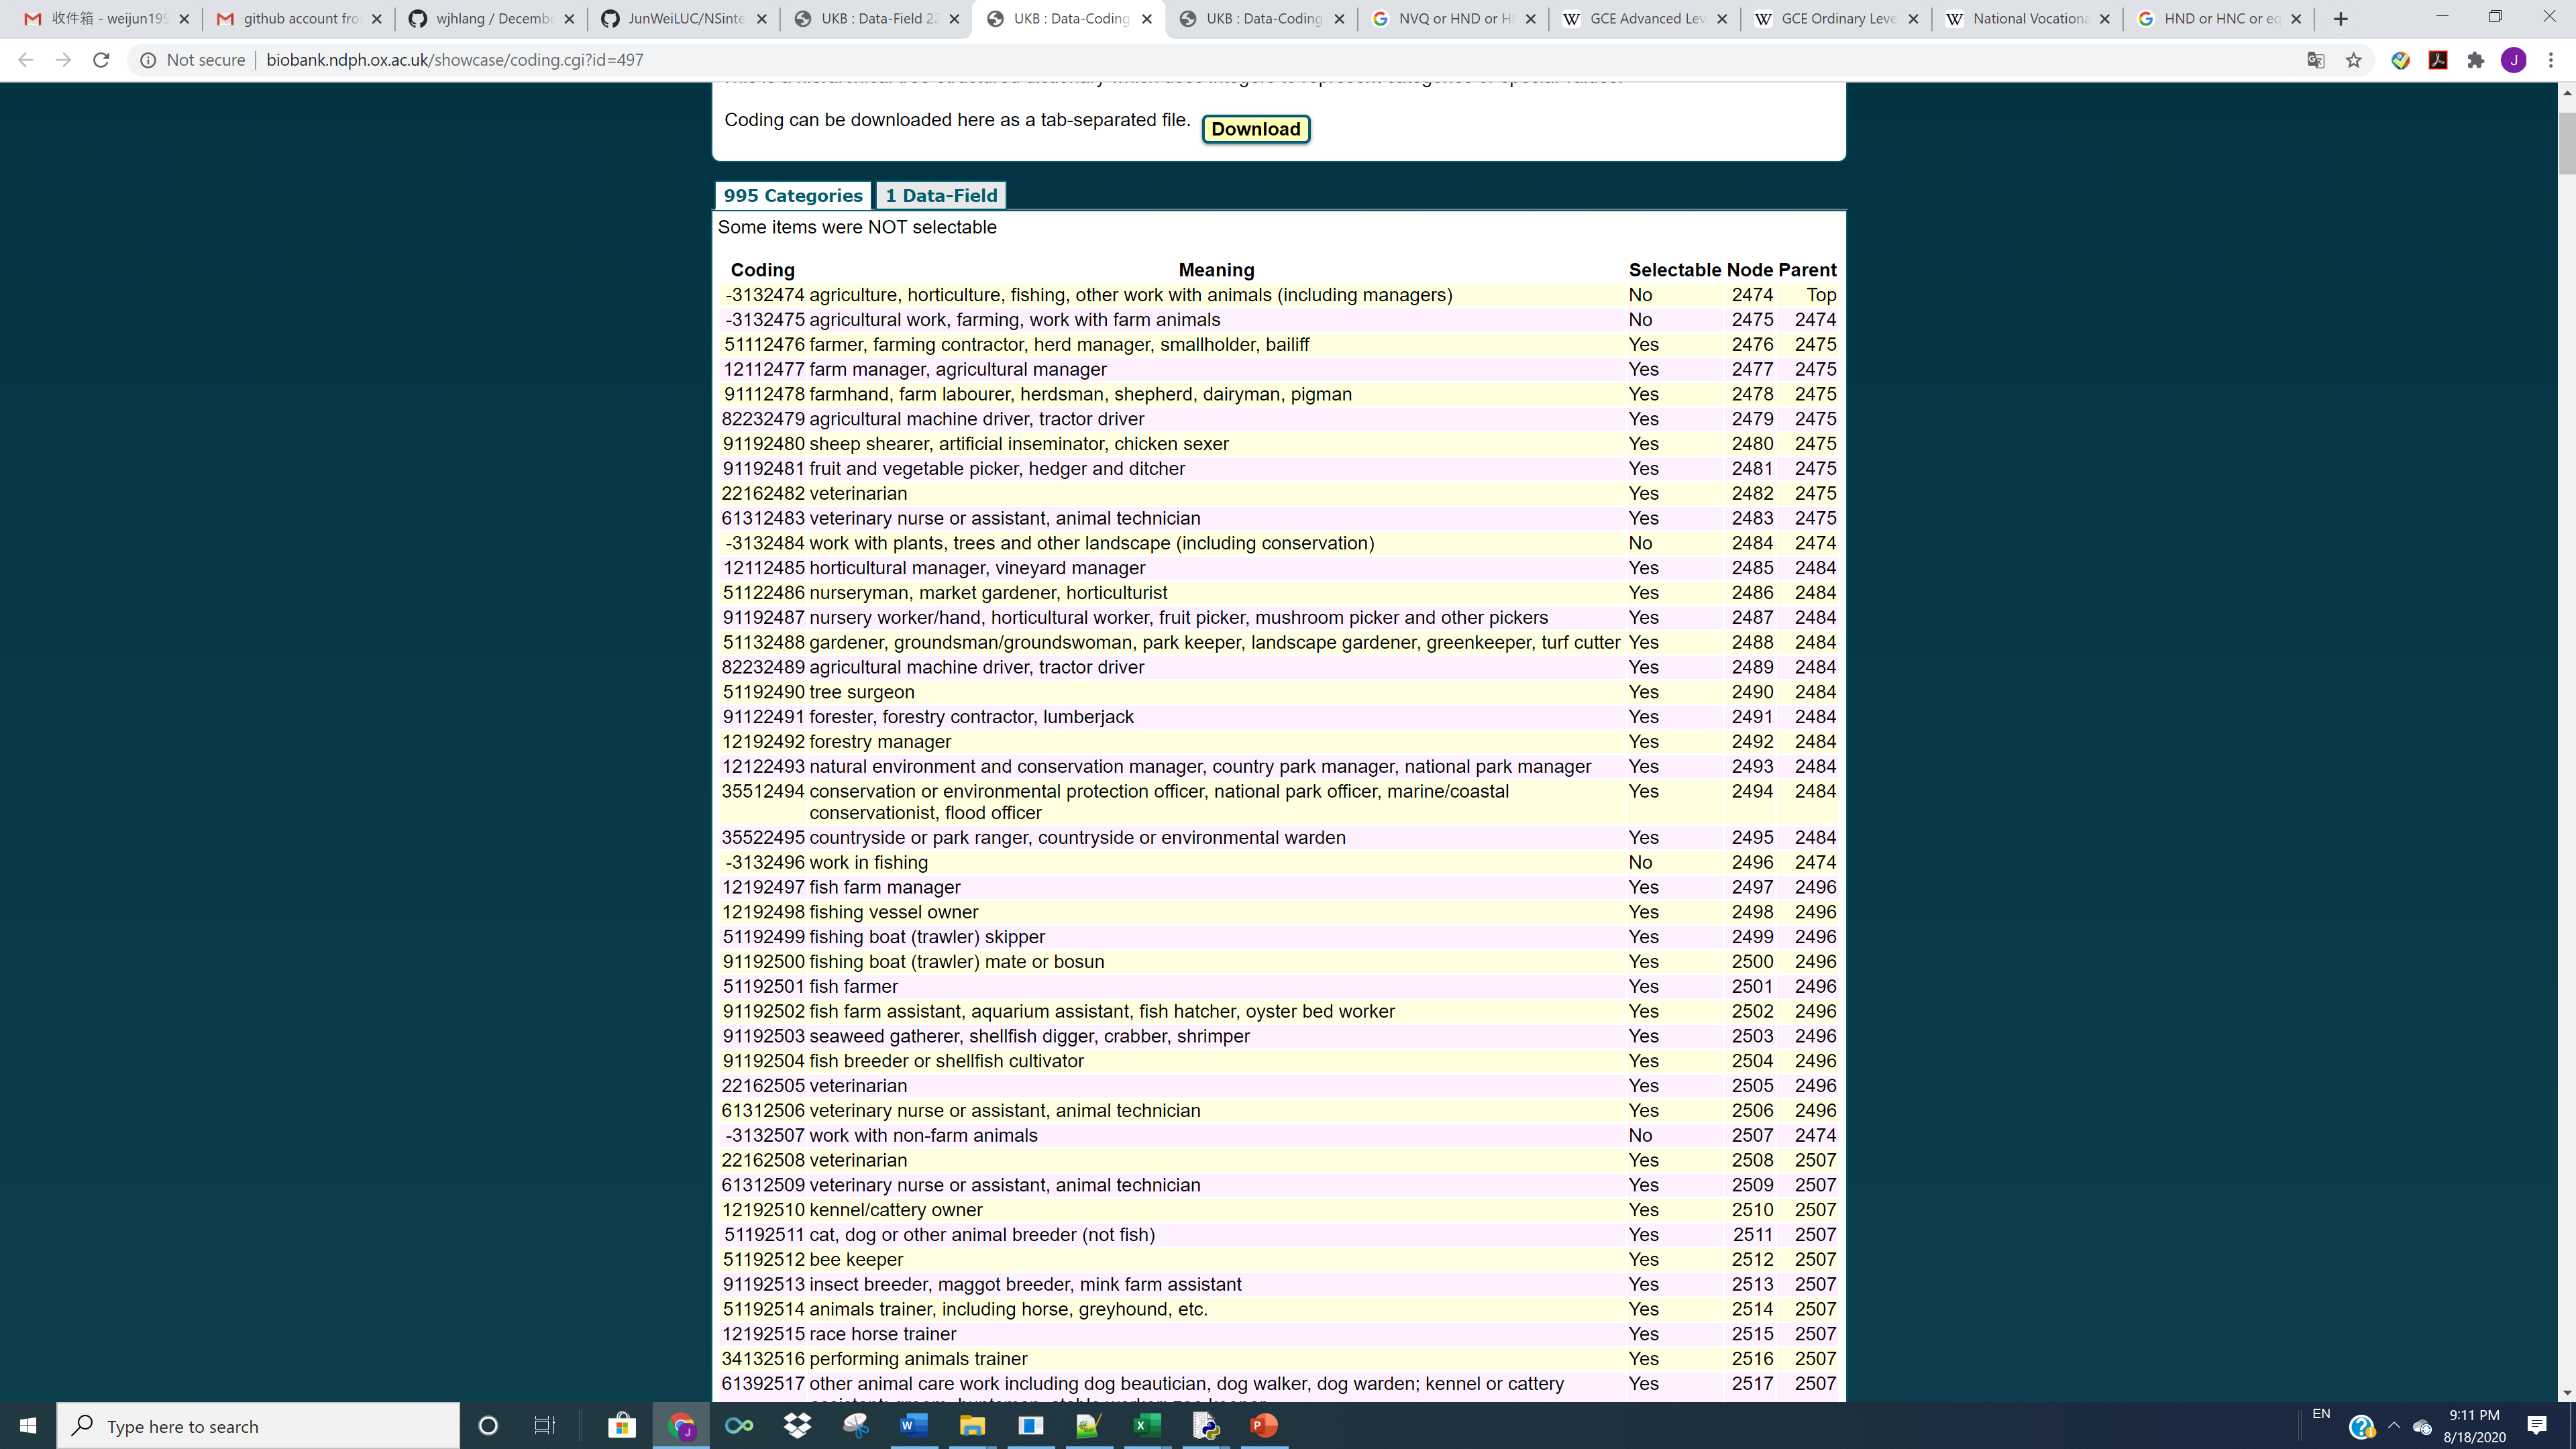 收件箱 - weijun199
github account fro
wjhlang / Decembe
JunWeiLUC/NSinte
UKB : Data-Field 22
UKB : Data-Coding
UKB : Data-Coding
NVQ or HND or H
GCE Advanced Lev
GCE Ordinary Leve
National Vocationa
HND or HNC or eq
Not secure | biobank.ndph.ox.ac.uk/showcase/coding.cgi?id=497
Coding can be downloaded here as a tab-separated file. Download
995 Categories 1 Data-Field
Some items were NOT selectable
Coding Meaning Selectable Node Parent
-3132474 agriculture, horticulture, fishing, other work with animals (including managers) No 2474 Top
-3132475 agricultural work, farming, work with farm animals No 2475 2474
51112476 farmer, farming contractor, herd manager, smallholder, bailiff Yes 2476 2475
12112477 farm manager, agricultural manager Yes 2477 2475
91112478 farmhand, farm labourer, herdsman, shepherd, dairyman, pigman Yes 2478 2475
82232479 agricultural machine driver, tractor driver Yes 2479 2475
91192480 sheep shearer, artificial inseminator, chicken sexer Yes 2480 2475
91192481 fruit and vegetable picker, hedger and ditcher Yes 2481 2475
22162482 veterinarian Yes 2482 2475
61312483 veterinary nurse or assistant, animal technician Yes 2483 2475
-3132484 work with plants, trees and other landscape (including conservation) No 2484 2474
12112485 horticultural manager, vineyard manager Yes 2485 2484
51122486 nurseryman, market gardener, horticulturist Yes 2486 2484
91192487 nursery worker/hand, horticultural worker, fruit picker, mushroom picker and other pickers Yes 2487 2484
51132488 gardener, groundsman/groundswoman, park keeper, landscape gardener, greenkeeper, turf cutter Yes 2488 2484
82232489 agricultural machine driver, tractor driver Yes 2489 2484
51192490 tree surgeon Yes 2490 2484
91122491 forester, forestry contractor, lumberjack Yes 2491 2484
12192492 forestry manager Yes 2492 2484
12122493 natural environment and conservation manager, country park manager, national park manager Yes 2493 2484
35512494 conservation or environmental protection officer, national park officer, marine/coastal Yes 2494 2484
conservationist, flood officer
35522495 countryside or park ranger, countryside or environmental warden Yes 2495 2484
-3132496 work in fishing No 2496 2474
12192497 fish farm manager Yes 2497 2496
12192498 fishing vessel owner Yes 2498 2496
51192499 fishing boat (trawler) skipper Yes 2499 2496
91192500 fishing boat (trawler) mate or bosun Yes 2500 2496
51192501 fish farmer Yes 2501 2496
91192502 fish farm assistant, aquarium assistant, fish hatcher, oyster bed worker Yes 2502 2496
91192503 seaweed gatherer, shellfish digger, crabber, shrimper Yes 2503 2496
91192504 fish breeder or shellfish cultivator Yes 2504 2496
22162505 veterinarian Yes 2505 2496
61312506 veterinary nurse or assistant, animal technician Yes 2506 2496
-3132507 work with non-farm animals No 2507 2474
22162508 veterinarian Yes 2508 2507
61312509 veterinary nurse or assistant, animal technician Yes 2509 2507
12192510 kennel/cattery owner Yes 2510 2507
51192511 cat, dog or other animal breeder (not fish) Yes 2511 2507
51192512 bee keeper Yes 2512 2507
91192513 insect breeder, maggot breeder, mink farm assistant Yes 2513 2507
51192514 animals trainer, including horse, greyhound, etc. Yes 2514 2507
12192515 race horse trainer Yes 2515 2507
34132516 performing animals trainer Yes 2516 2507
61392517 other animal care work including dog beautician, dog walker, dog warden; kennel or cattery Yes 2517 2507
Type here to search
EN
9:11 PM
8/18/2020